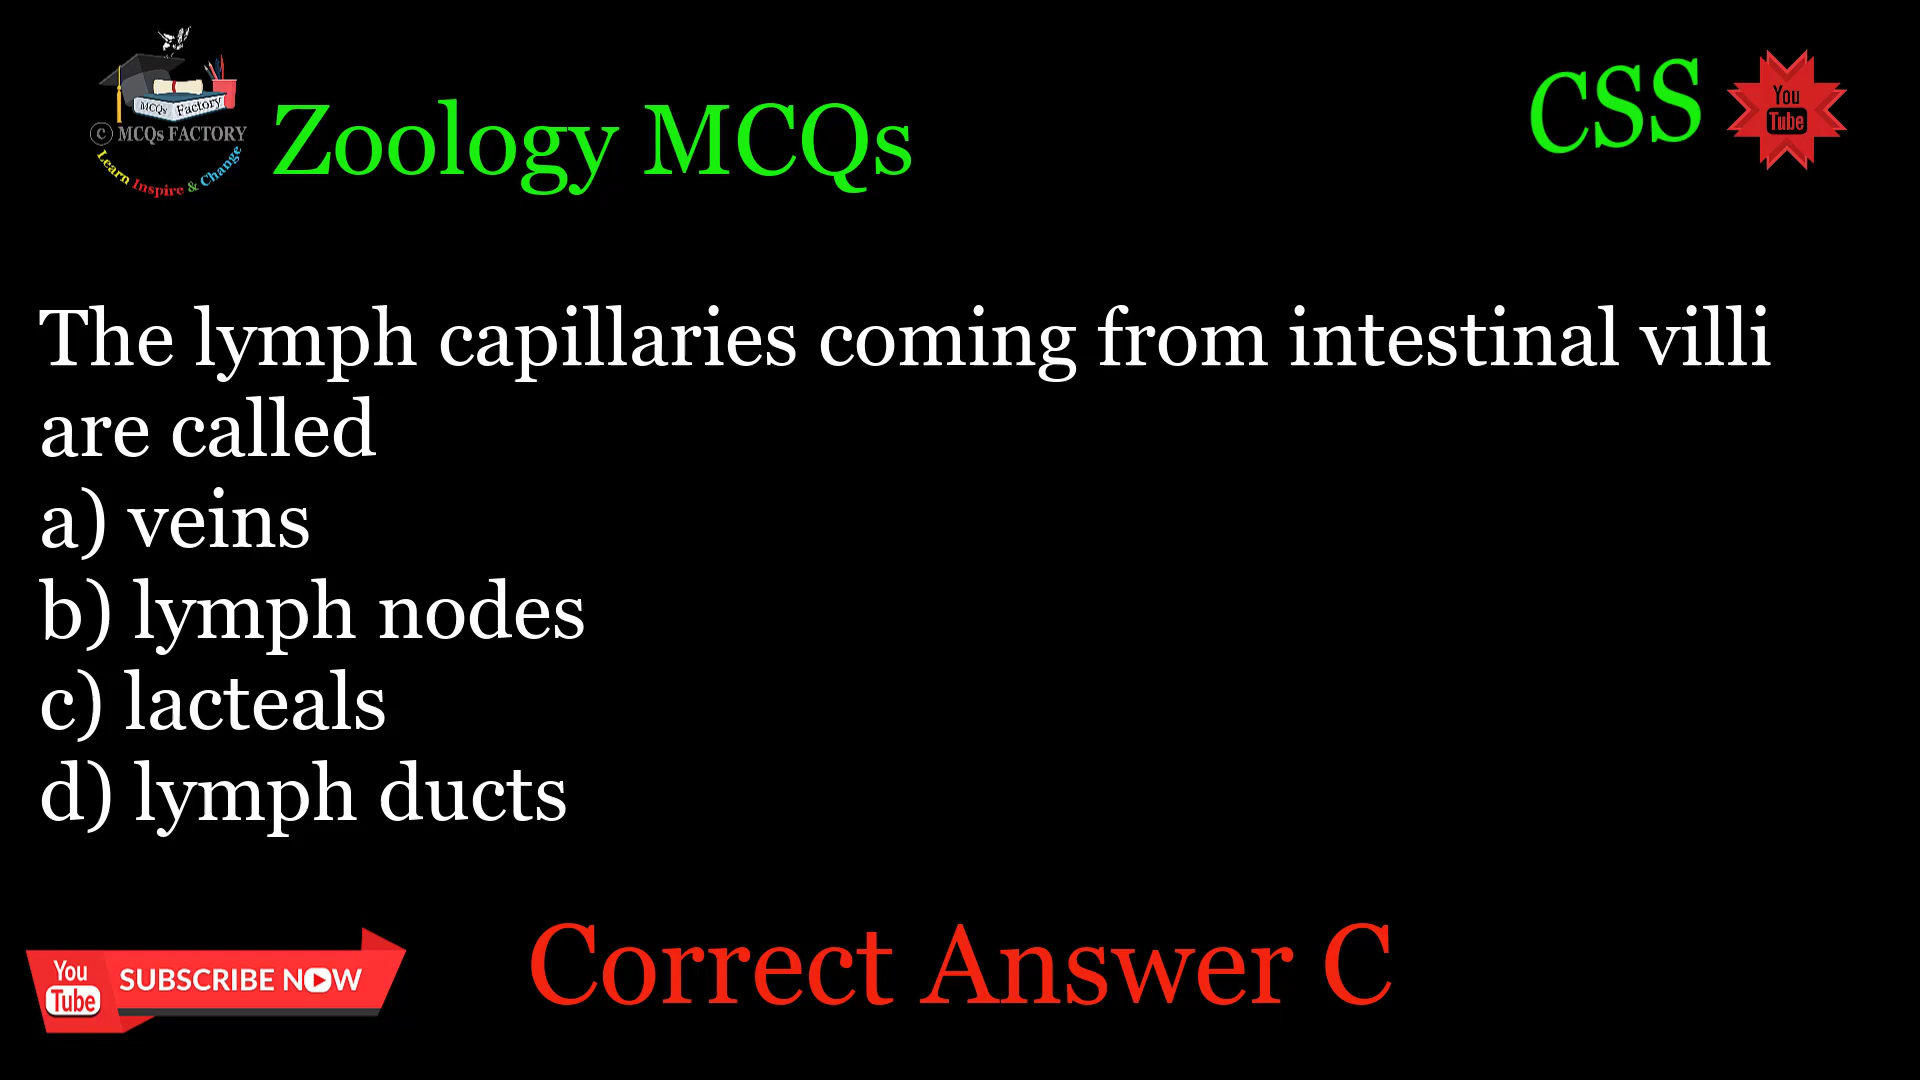 MCQs Factory
© MCQs FACTORY
Learn Inspire & Change
Zoology MCQs
CSS
You
Tube
The lymph capillaries coming from intestinal villi
are called
a) veins
b) lymph nodes
c) lacteals
d) lymph ducts
You
Tube
SUBSCRIBE NOW
Correct Answer C